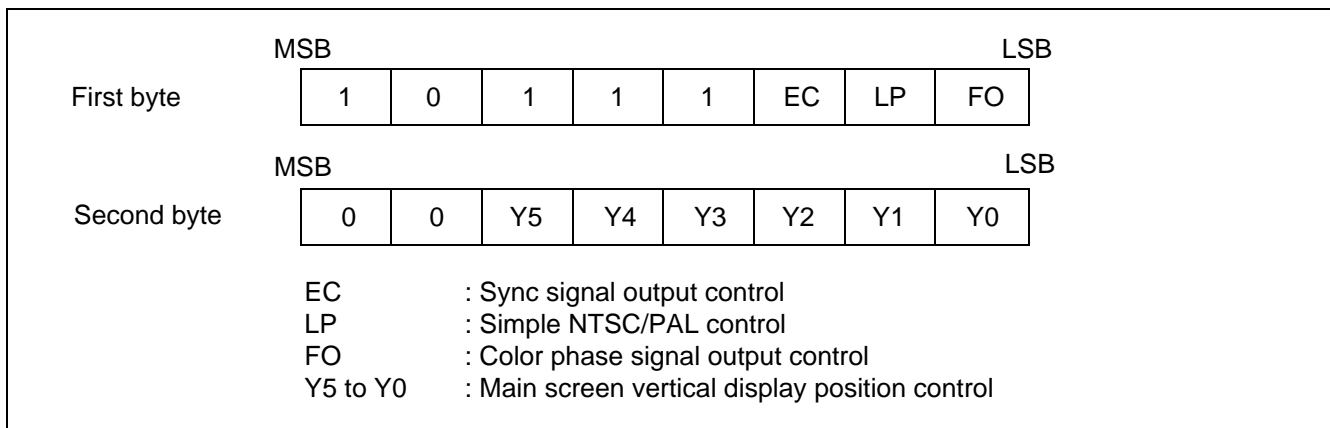 MSB LSB
First byte 1 0 1 1 1 EC LP FO
MSB LSB
Second byte 0 0 Y5 Y4 Y3 Y2 Y1 Y0
EC : Sync signal output control
LP : Simple NTSC/PAL control
FO : Color phase signal output control
Y5 to Y0 : Main screen vertical display position control